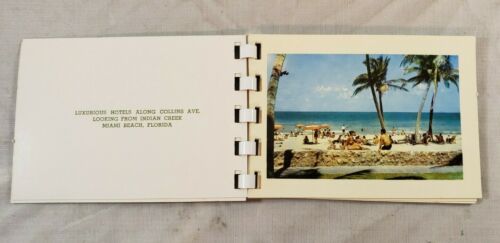 LUXURIOUS HOTELS ALONG COLLINS AVE.
LOOKING FROM INDIAN CREEK
MIAMI BEACH, FLORIDA